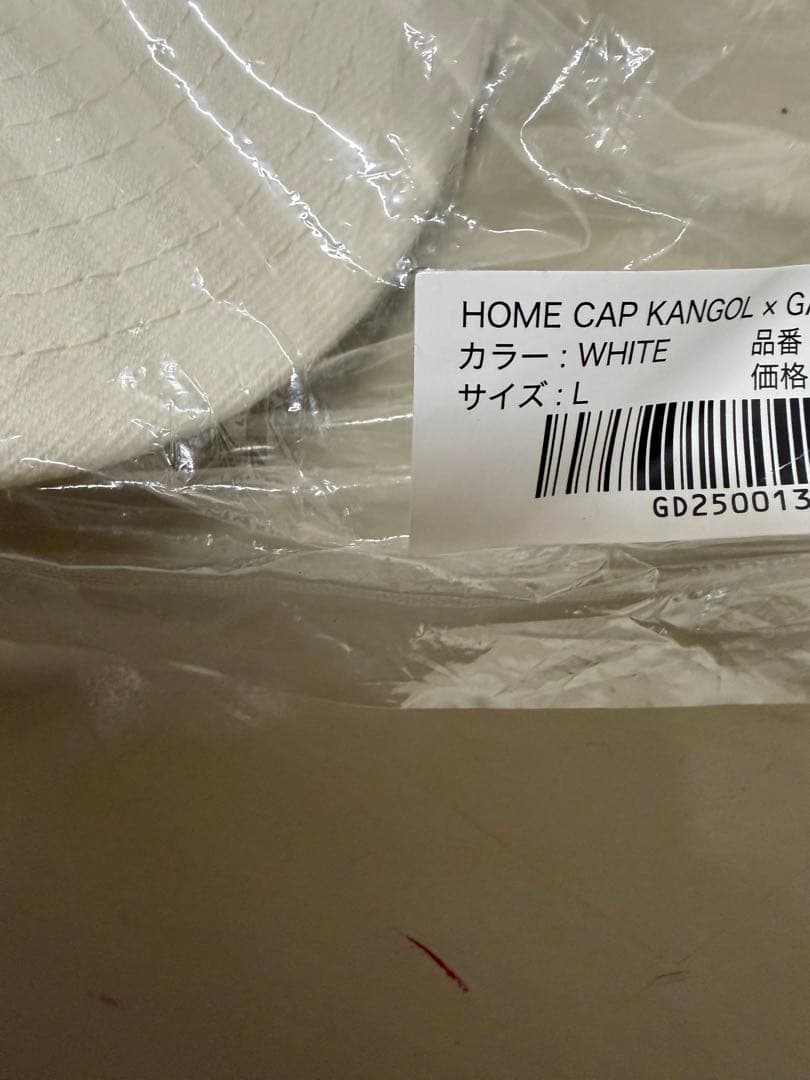 HOME CAP KANGOL × GA
カラー : WHITE 品番
サイズ : L 価格
GD250013